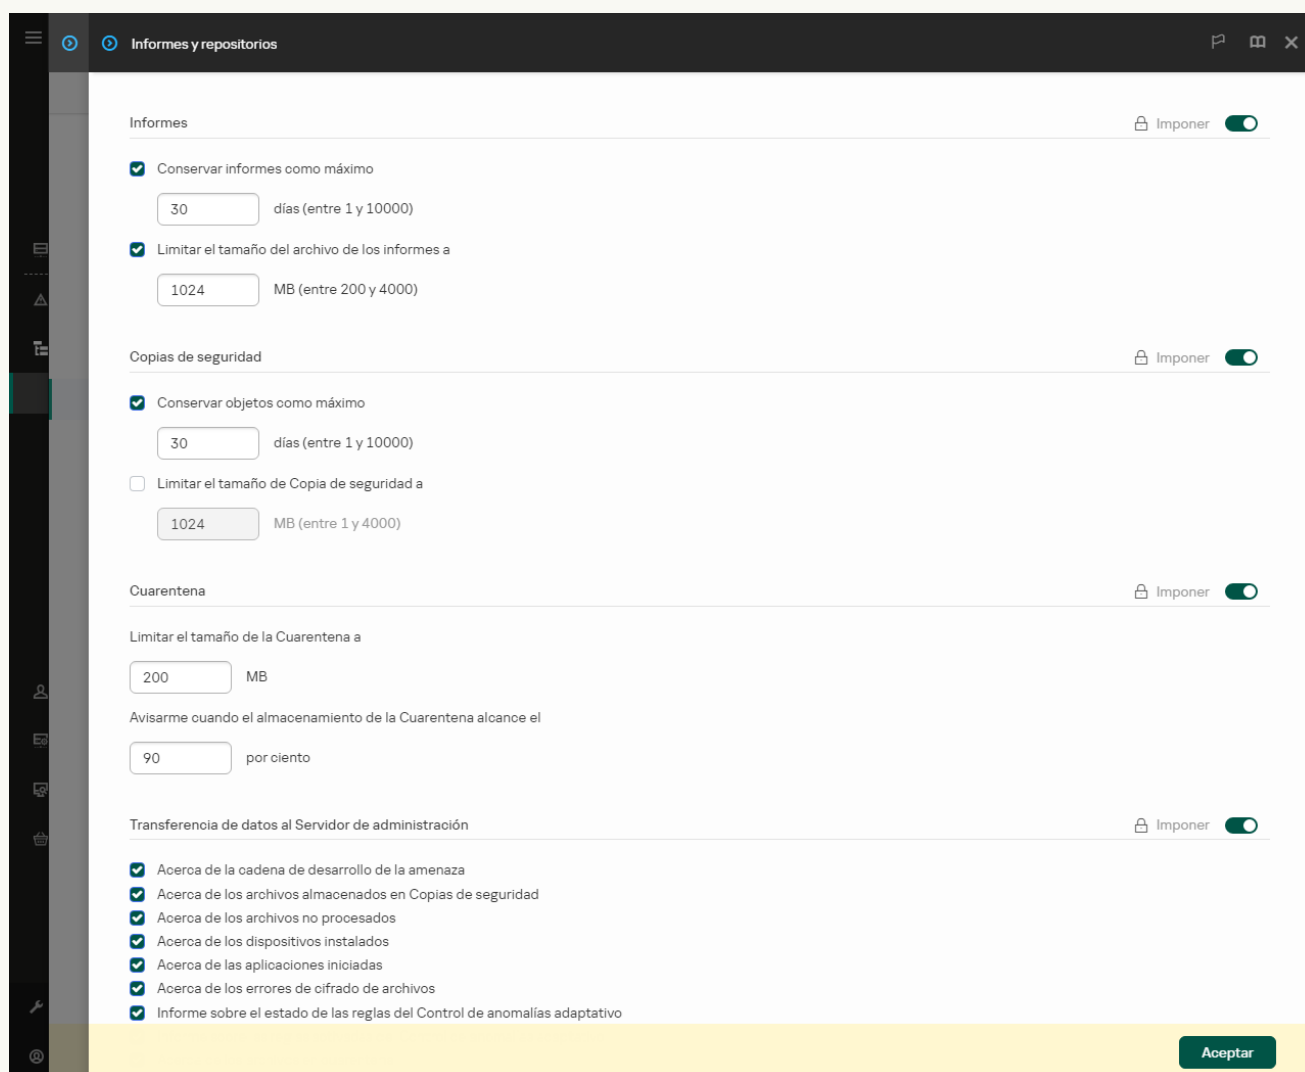 Informes y repositorios
Informes
Imponer
Conservar informes como máximo
30
días (entre 1 y 10000)
Limitar el tamaño del archivo de los informes a
1024
MB (entre 200 y 4000)
Copias de seguridad
Imponer
Conservar objetos como máximo
30
días (entre 1 y 10000)
Limitar el tamaño de Copia de seguridad a
1024
MB (entre 1 y 4000)
Cuarentena
Imponer
Limitar el tamaño de la Cuarentena a
200
MB
Avisarme cuando el almacenamiento de la Cuarentena alcance el
90
por ciento
Transferencia de datos al Servidor de administración
Imponer
Acerca de la cadena de desarrollo de la amenaza
Acerca de los archivos almacenados en Copias de seguridad
Acerca de los archivos no procesados
Acerca de los dispositivos instalados
Acerca de las aplicaciones iniciadas
Acerca de los errores de cifrado de archivos
Informe sobre el estado de las reglas del Control de anomalías adaptativo
Aceptar